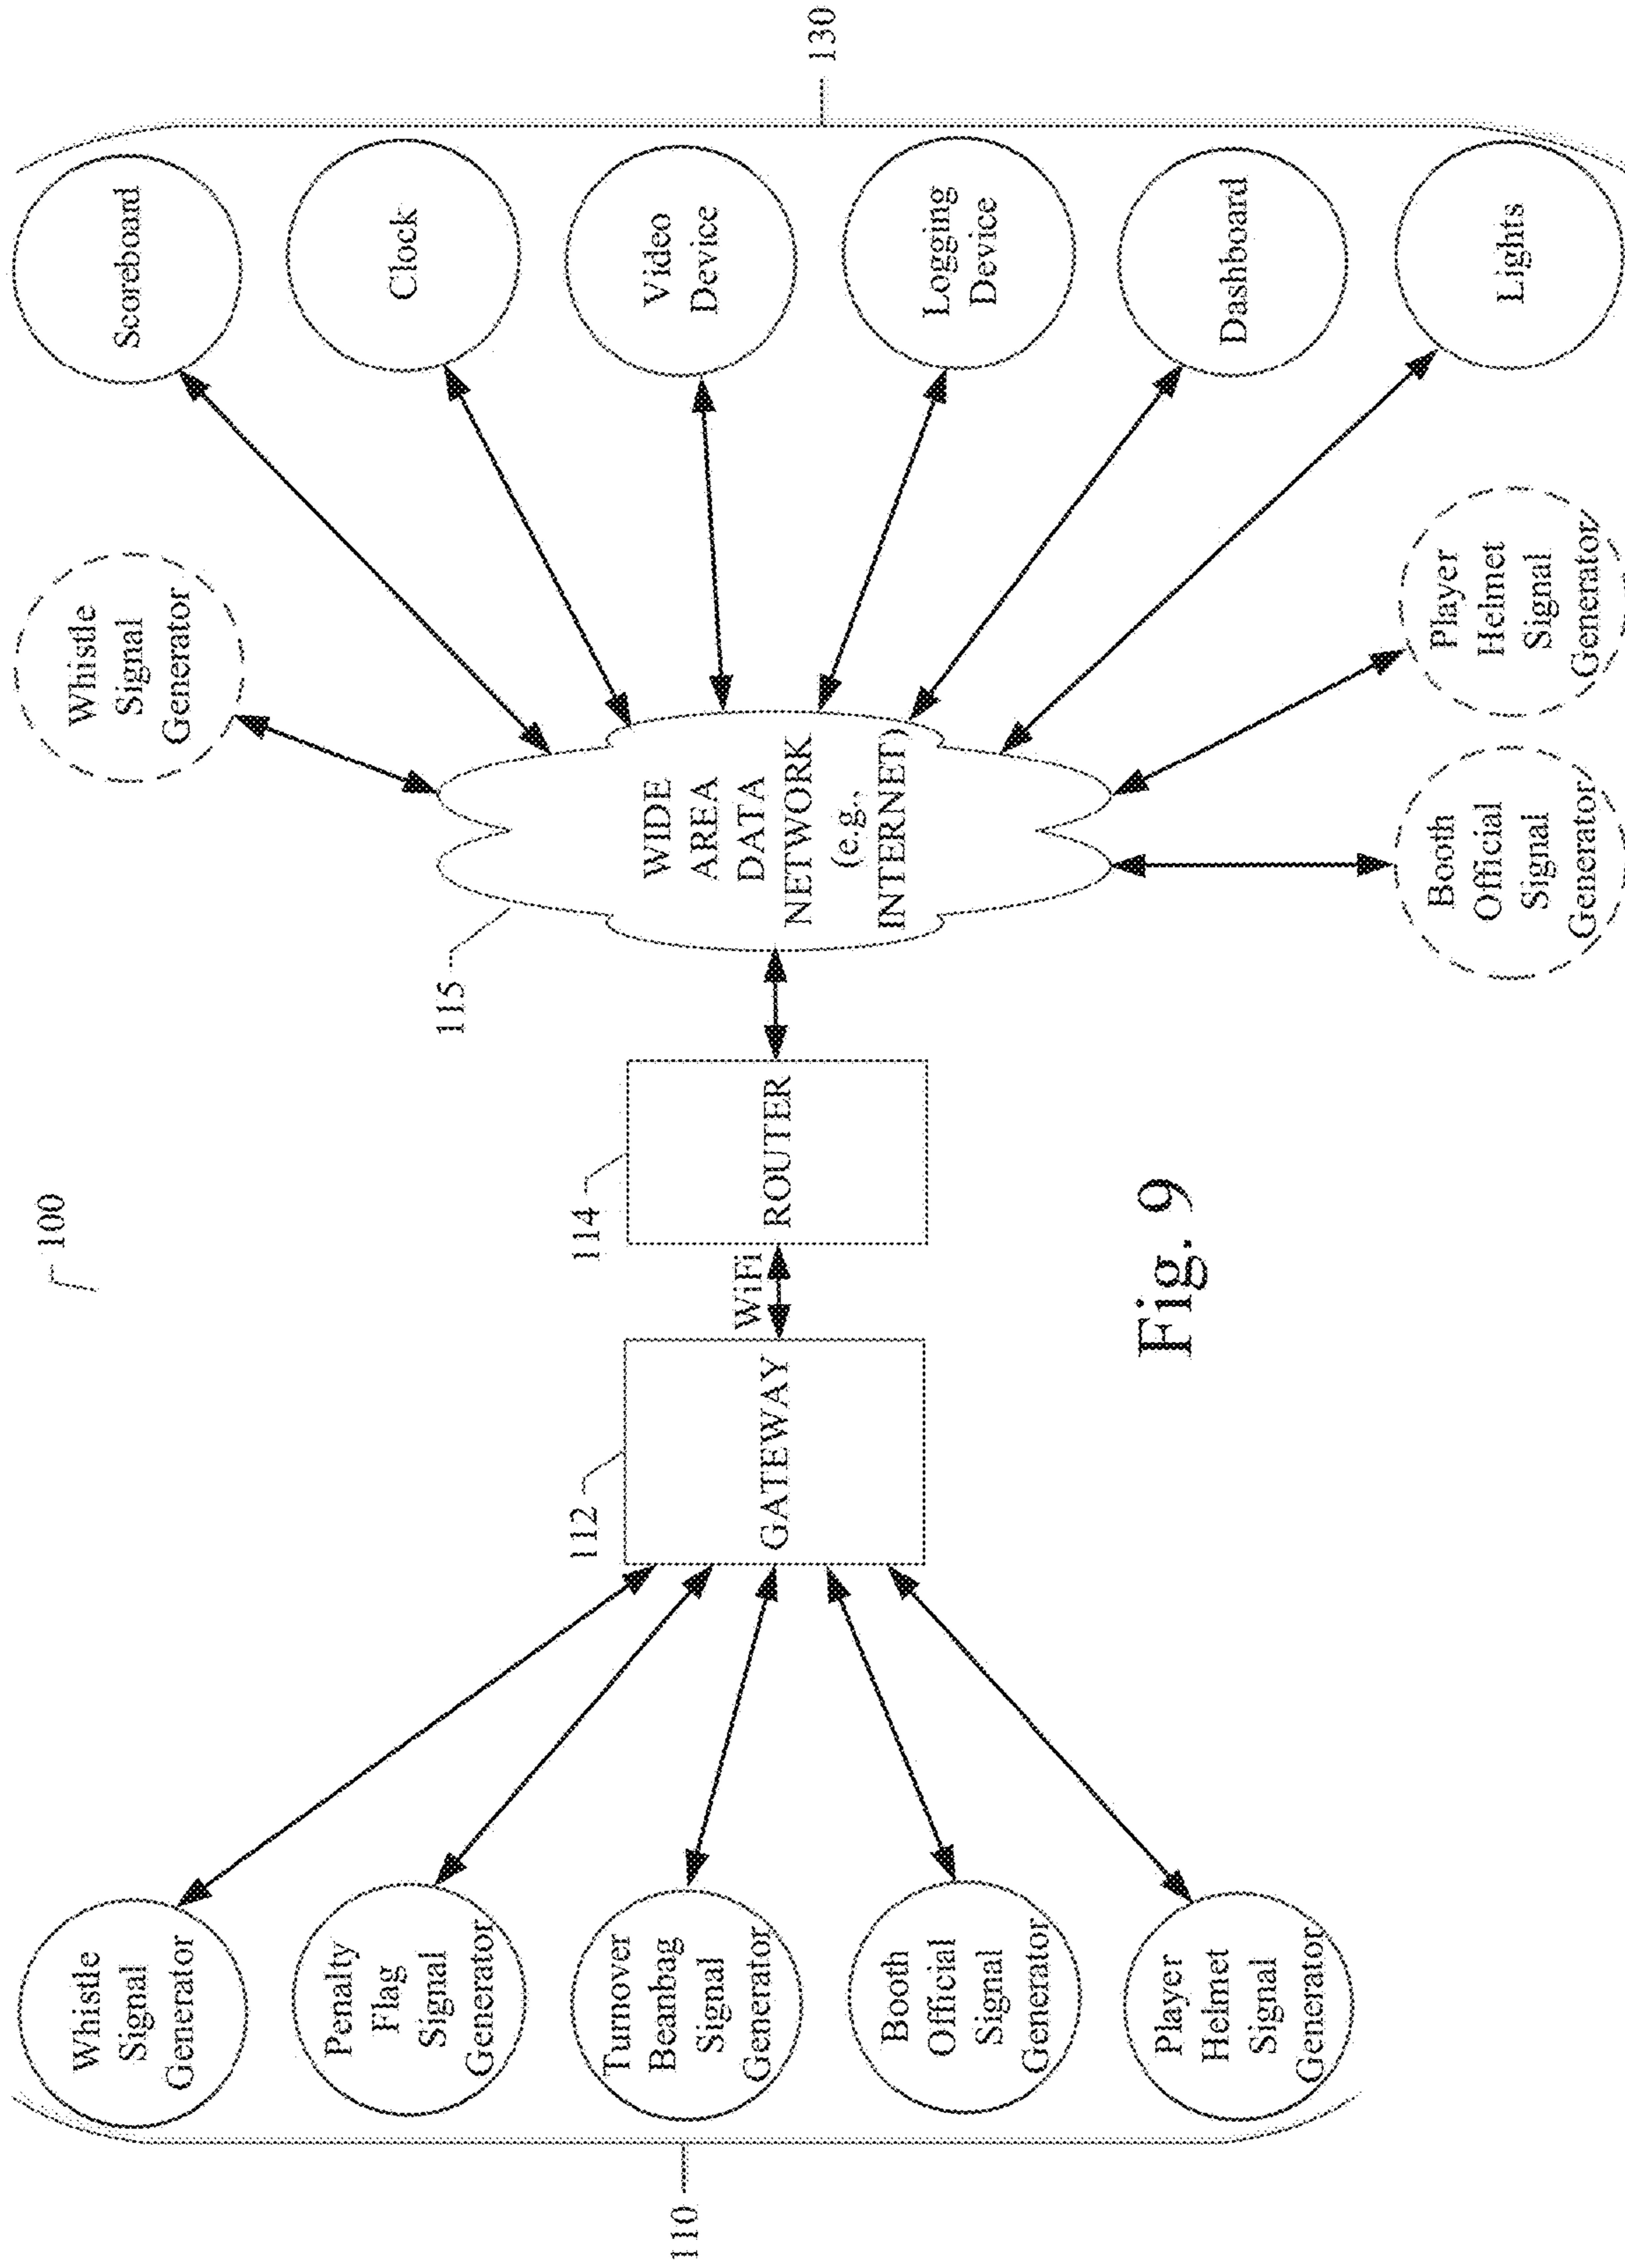 100
110
Whistle
Signal
Generator
Penalty
Flag
Signal
Generator
Turnover
Beanbag
Signal
Generator
Booth
Official
Signal
Generator
Player
Helmet
Signal
Generator
112
GATEWAY
WiFi
114
ROUTER
115
WIDE
AREA
DATA
NETWORK
(e.g.,
INTERNET)
Whistle
Signal
Generator
Booth
Official
Signal
Generator
Player
Helmet
Signal
Generator
Scoreboard
Clock
Video
Device
Logging
Device
Dashboard
Lights
130
Fig. 9